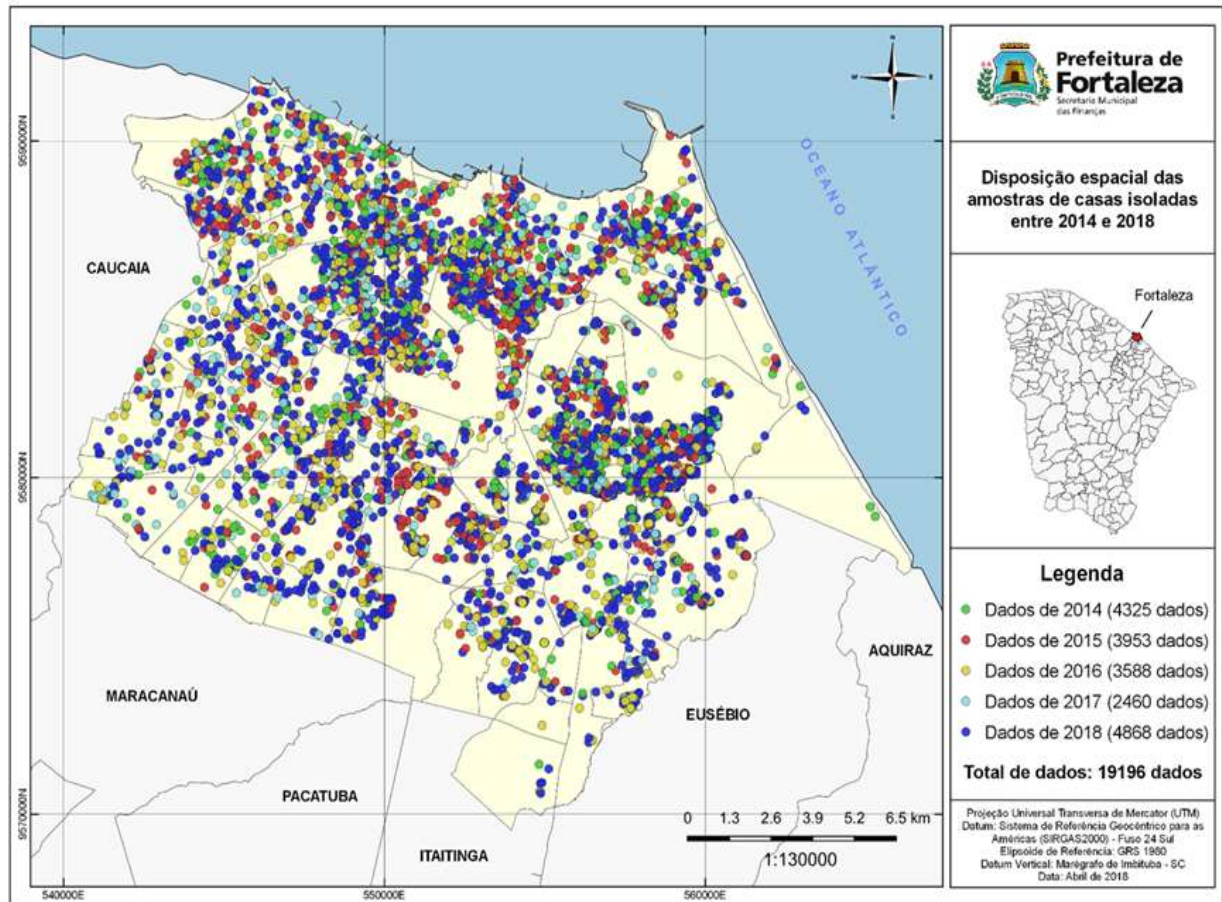 Prefeitura de
Fortaleza
Secretaria Municipal
das Finanças
Disposição espacial das
amostras de casas isoladas
entre 2014 e 2018
Fortaleza
Legenda
Dados de 2014 (4325 dados)
Dados de 2015 (3953 dados)
Dados de 2016 (3588 dados)
Dados de 2017 (2460 dados)
Dados de 2018 (4868 dados)
Total de dados: 19196 dados
Projeção Universal Transversa de Mercator (UTM)
Datum: Sistema de Referência Geocêntrico para as
Américas (SIRGAS2000) - Fuso 24 Sul
Elipsoide de Referência: GRS 1980
Datum Vertical: Marégrafo de Imbituba - SC
Data: Abril de 2018
OCEANO ATLÂNTICO
CAUCAIA
MARACANAÚ
PACATUBA
ITAITINGA
EUSÉBIO
AQUIRAZ
N
S
0 1.3 2.6 3.9 5.2 6.5 km
1:130000
9590000N
9580000N
9570000N
540000E
550000E
560000E